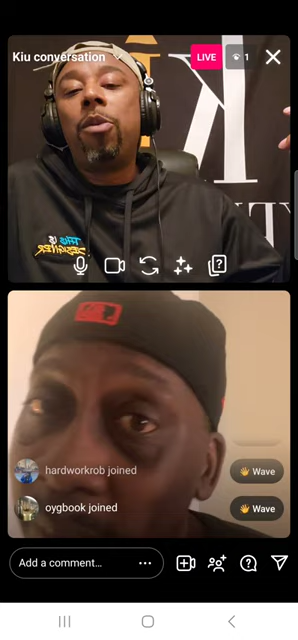 Kiu conversation
LIVE
1
hardworkrob joined
Wave
oygbook joined
Wave
Add a comment...